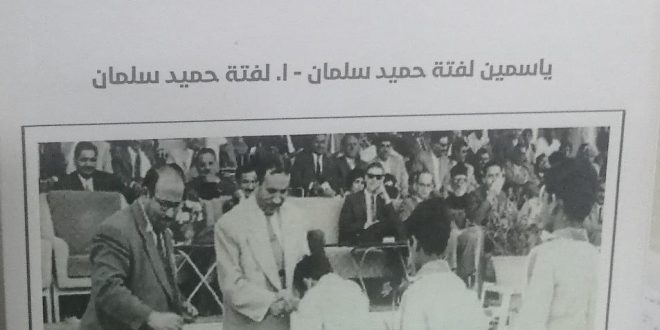 ياسمين لفتة حميد سلمان - ا. لفتة حميد سلمان